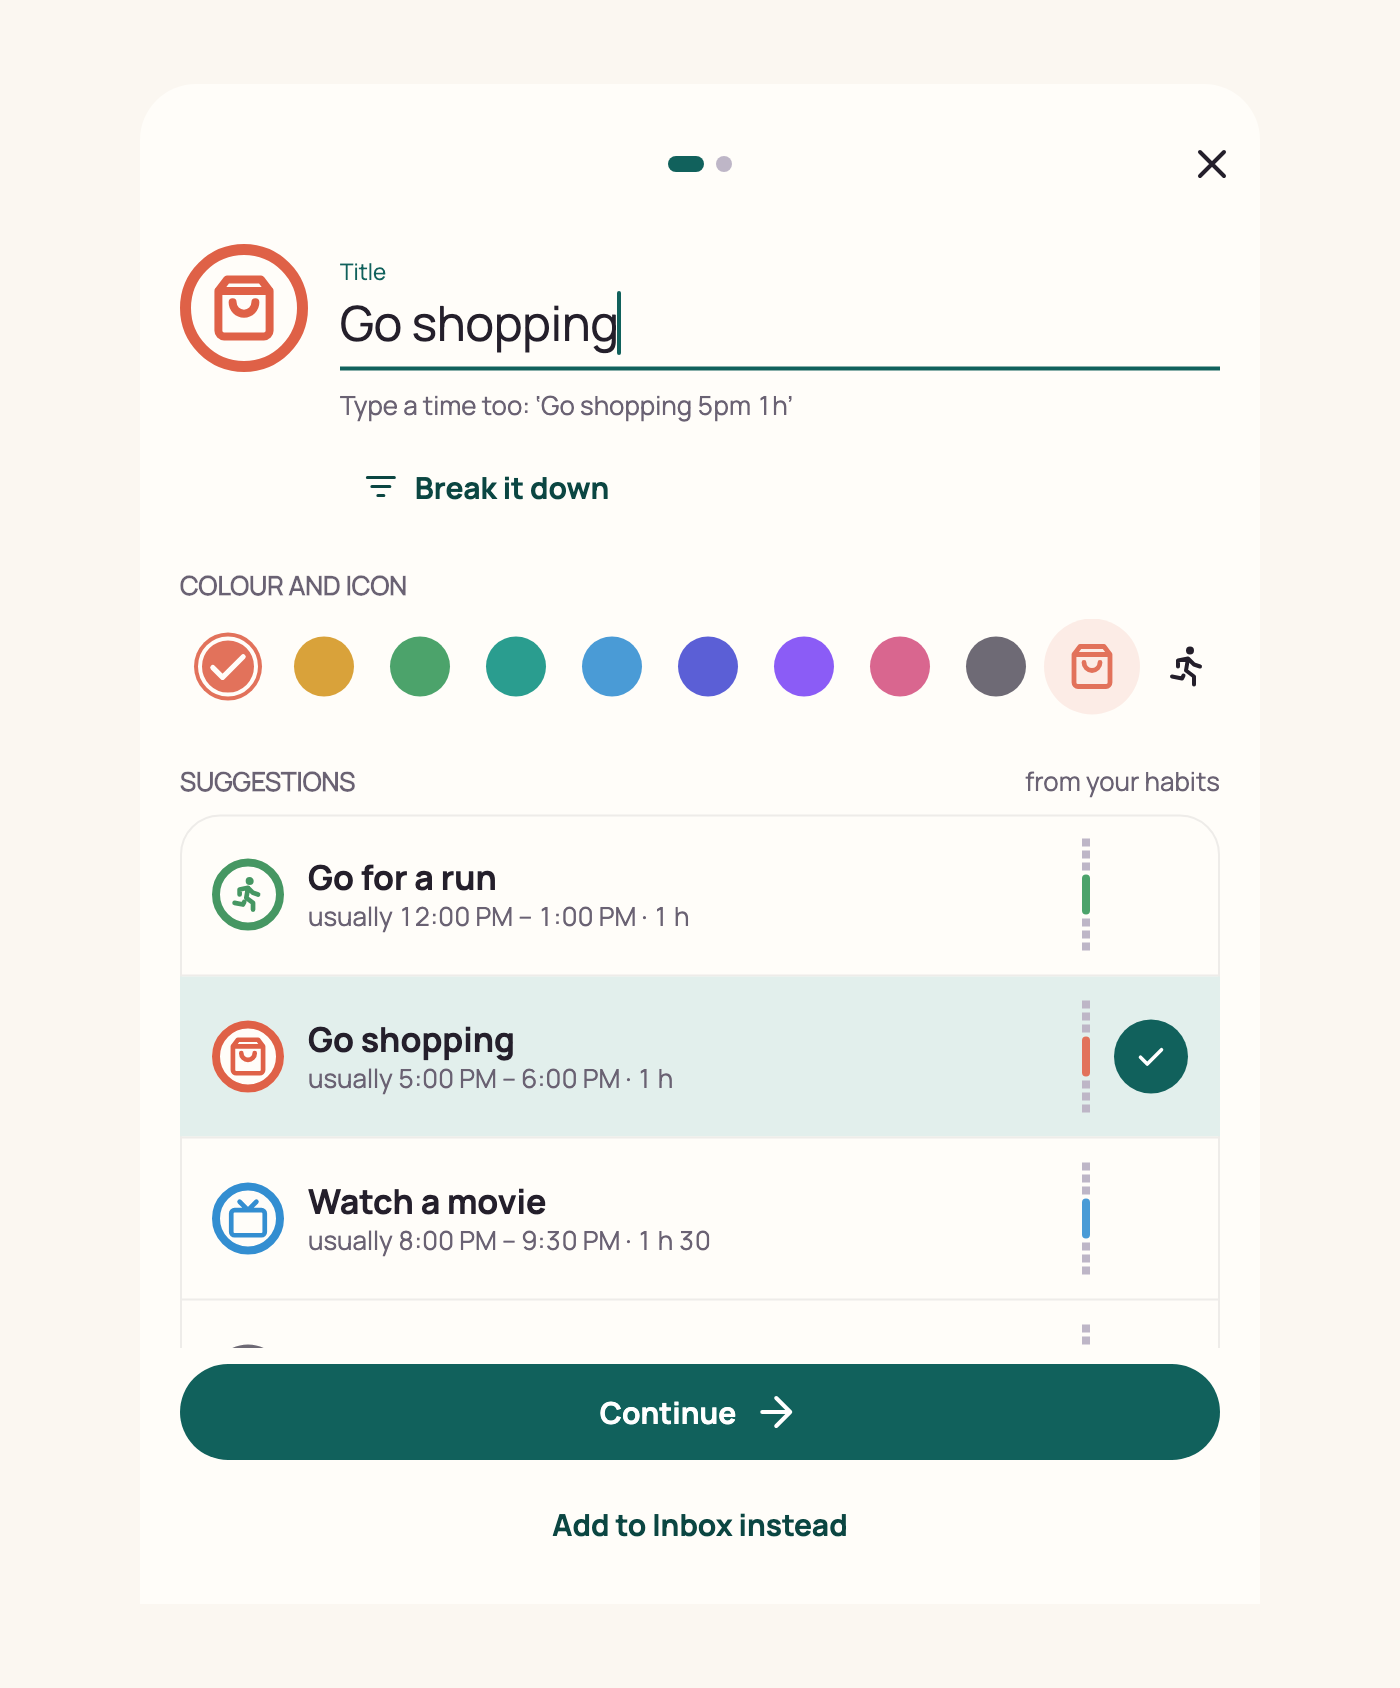 Title
Go shopping
Type a time too: ‘Go shopping 5pm 1h’
Break it down
COLOUR AND ICON
SUGGESTIONS from your habits
Go for a run
usually 12:00 PM – 1:00 PM · 1 h
Go shopping
usually 5:00 PM – 6:00 PM · 1 h
Watch a movie
usually 8:00 PM – 9:30 PM · 1 h 30
Continue
Add to Inbox instead